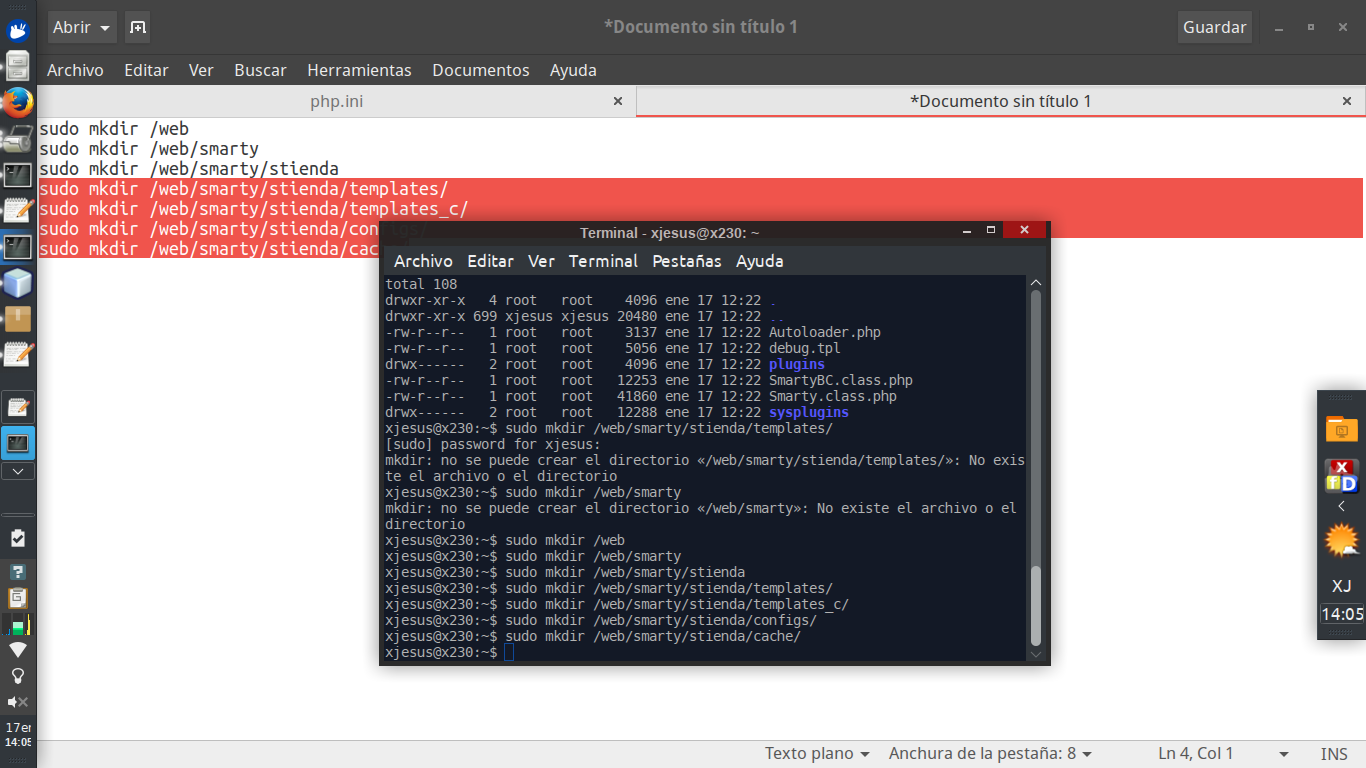 Abrir
*Documento sin título 1
Guardar
Archivo Editar Ver Buscar Herramientas Documentos Ayuda
php.ini
*Documento sin título 1
sudo mkdir /web
sudo mkdir /web/smarty
sudo mkdir /web/smarty/stienda
sudo mkdir /web/smarty/stienda/templates/
sudo mkdir /web/smarty/stienda/templates_c/
sudo mkdir /web/smarty/stienda/configs/
sudo mkdir /web/smarty/stienda/cac
Terminal - xjesus@x230: ~
Archivo Editar Ver Terminal Pestañas Ayuda
total 108
drwxr-xr-x   4 root   root    4096 ene 17 12:22 .
drwxr-xr-x 699 xjesus xjesus 20480 ene 17 12:22 ..
-rw-r--r--   1 root   root    3137 ene 17 12:22 Autoloader.php
-rw-r--r--   1 root   root    5056 ene 17 12:22 debug.tpl
drwx------   2 root   root    4096 ene 17 12:22 plugins
-rw-r--r--   1 root   root   12253 ene 17 12:22 SmartyBC.class.php
-rw-r--r--   1 root   root   41860 ene 17 12:22 Smarty.class.php
drwx------   2 root   root   12288 ene 17 12:22 sysplugins
xjesus@x230:~$ sudo mkdir /web/smarty/stienda/templates/
[sudo] password for xjesus:
mkdir: no se puede crear el directorio «/web/smarty/stienda/templates/»: No exis
te el archivo o el directorio
xjesus@x230:~$ sudo mkdir /web/smarty
mkdir: no se puede crear el directorio «/web/smarty»: No existe el archivo o el
directorio
xjesus@x230:~$ sudo mkdir /web
xjesus@x230:~$ sudo mkdir /web/smarty
xjesus@x230:~$ sudo mkdir /web/smarty/stienda
xjesus@x230:~$ sudo mkdir /web/smarty/stienda/templates/
xjesus@x230:~$ sudo mkdir /web/smarty/stienda/templates_c/
xjesus@x230:~$ sudo mkdir /web/smarty/stienda/configs/
xjesus@x230:~$ sudo mkdir /web/smarty/stienda/cache/
xjesus@x230:~$
X
f D
XJ
14:05
17er
14:05
Texto plano
Anchura de la pestaña: 8
Ln 4, Col 1
INS